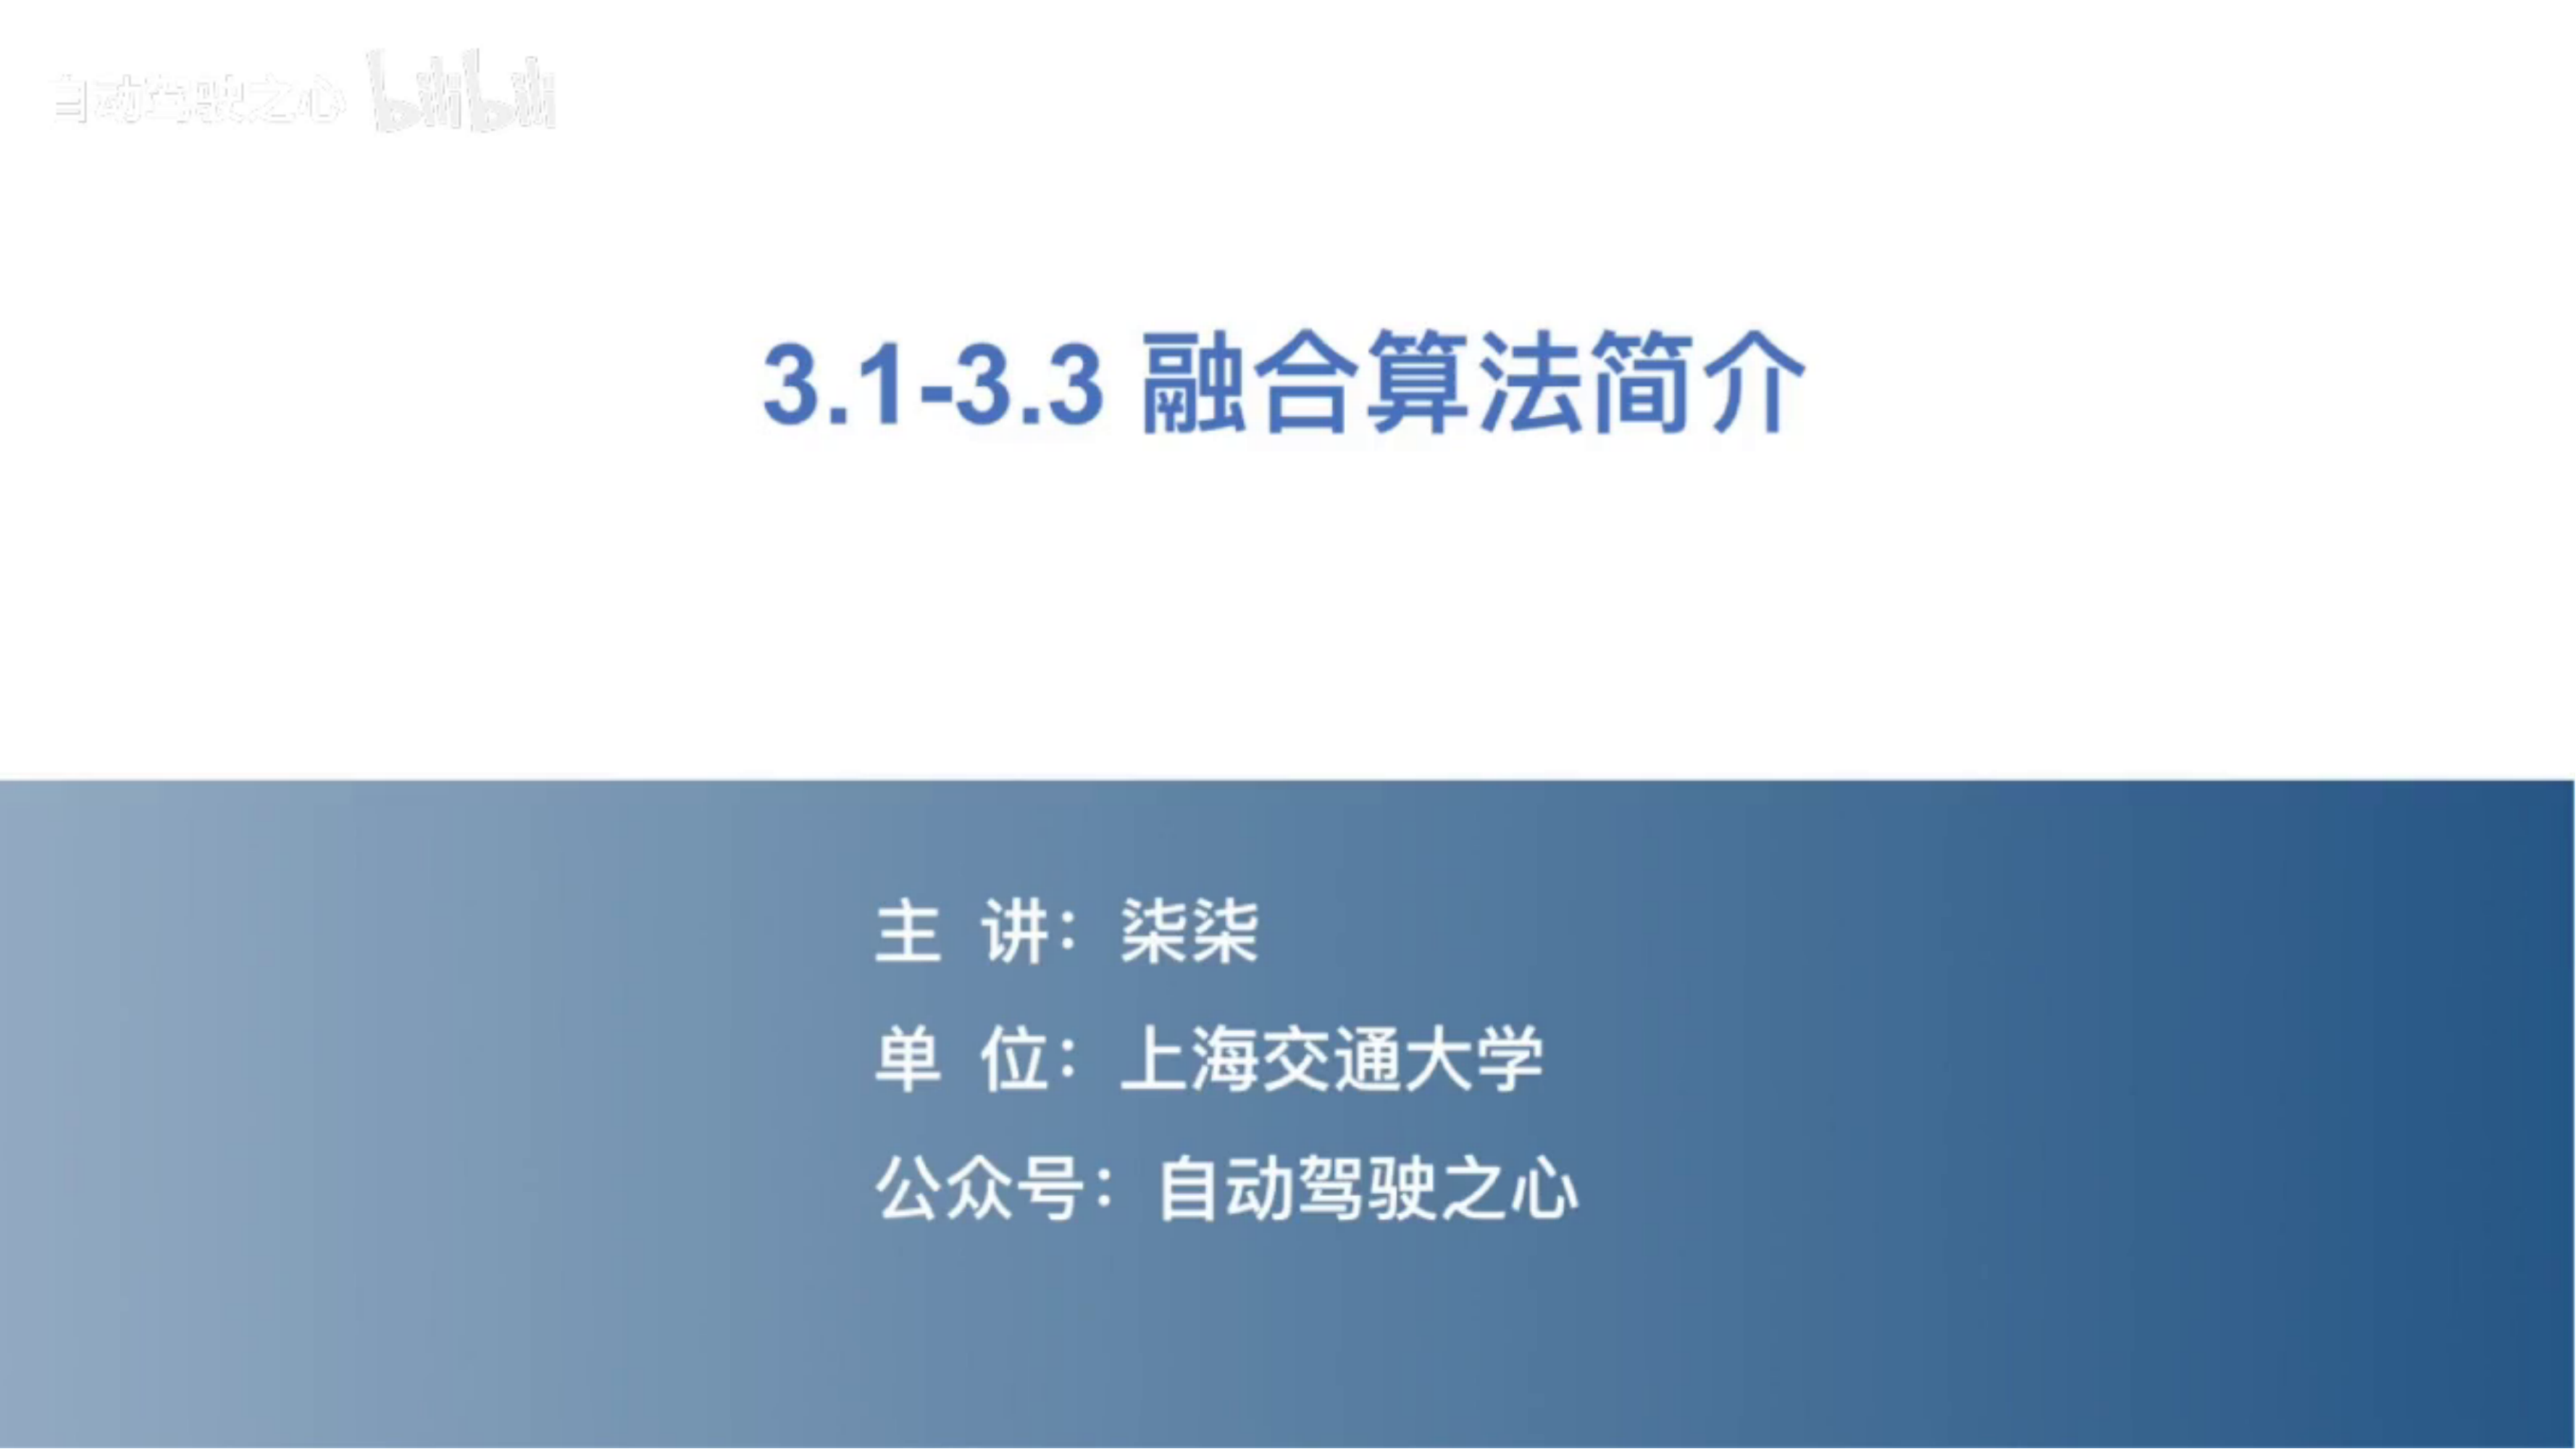 自动驾驶之心 bilibili
3.1-3.3 融合算法简介
主 讲：柒柒
单 位：上海交通大学
公众号：自动驾驶之心